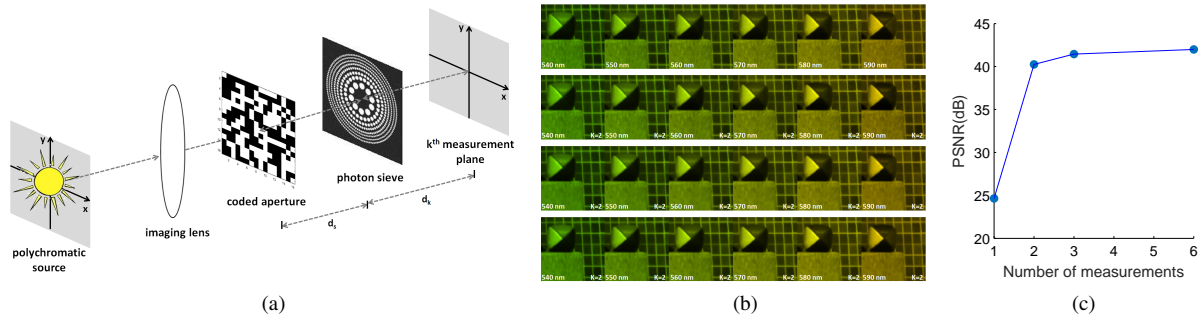 y
x
polychromatic
source
imaging lens
coded aperture
photon sieve
y
x
kth measurement
plane
ds
dk
(a)
540 nm 550 nm 560 nm 570 nm 580 nm 590 nm
540 nm K=2 550 nm K=2 560 nm K=2 570 nm K=2 580 nm K=2 590 nm K=2
540 nm K=2 550 nm K=2 560 nm K=2 570 nm K=2 580 nm K=2 590 nm K=2
540 nm K=2 550 nm K=2 560 nm K=2 570 nm K=2 580 nm K=2 590 nm K=2
(b)
45
40
35
30
25
20
PSNR(dB)
1 2 3 4 5 6
Number of measurements
(c)